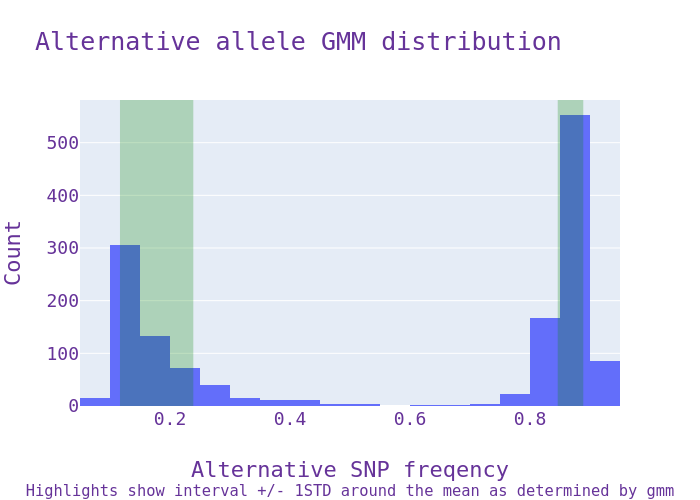 Alternative allele GMM distribution
500
400
300
200
100
0
Count
0.2 0.4 0.6 0.8
Alternative SNP freqency
Highlights show interval +/- 1STD around the mean as determined by gmm